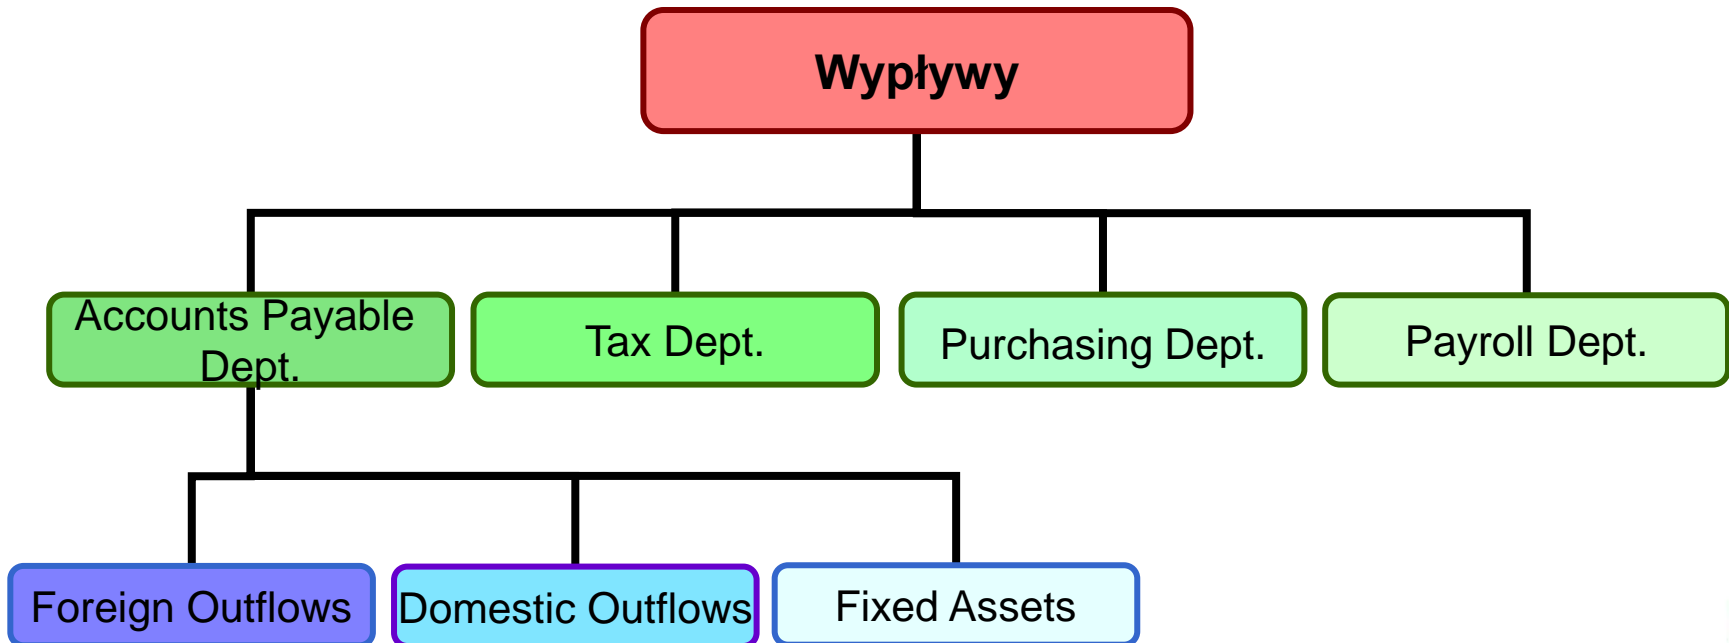 Wypływy
Accounts Payable
Dept.
Tax Dept.
Purchasing Dept.
Payroll Dept.
Foreign Outflows
Domestic Outflows
Fixed Assets